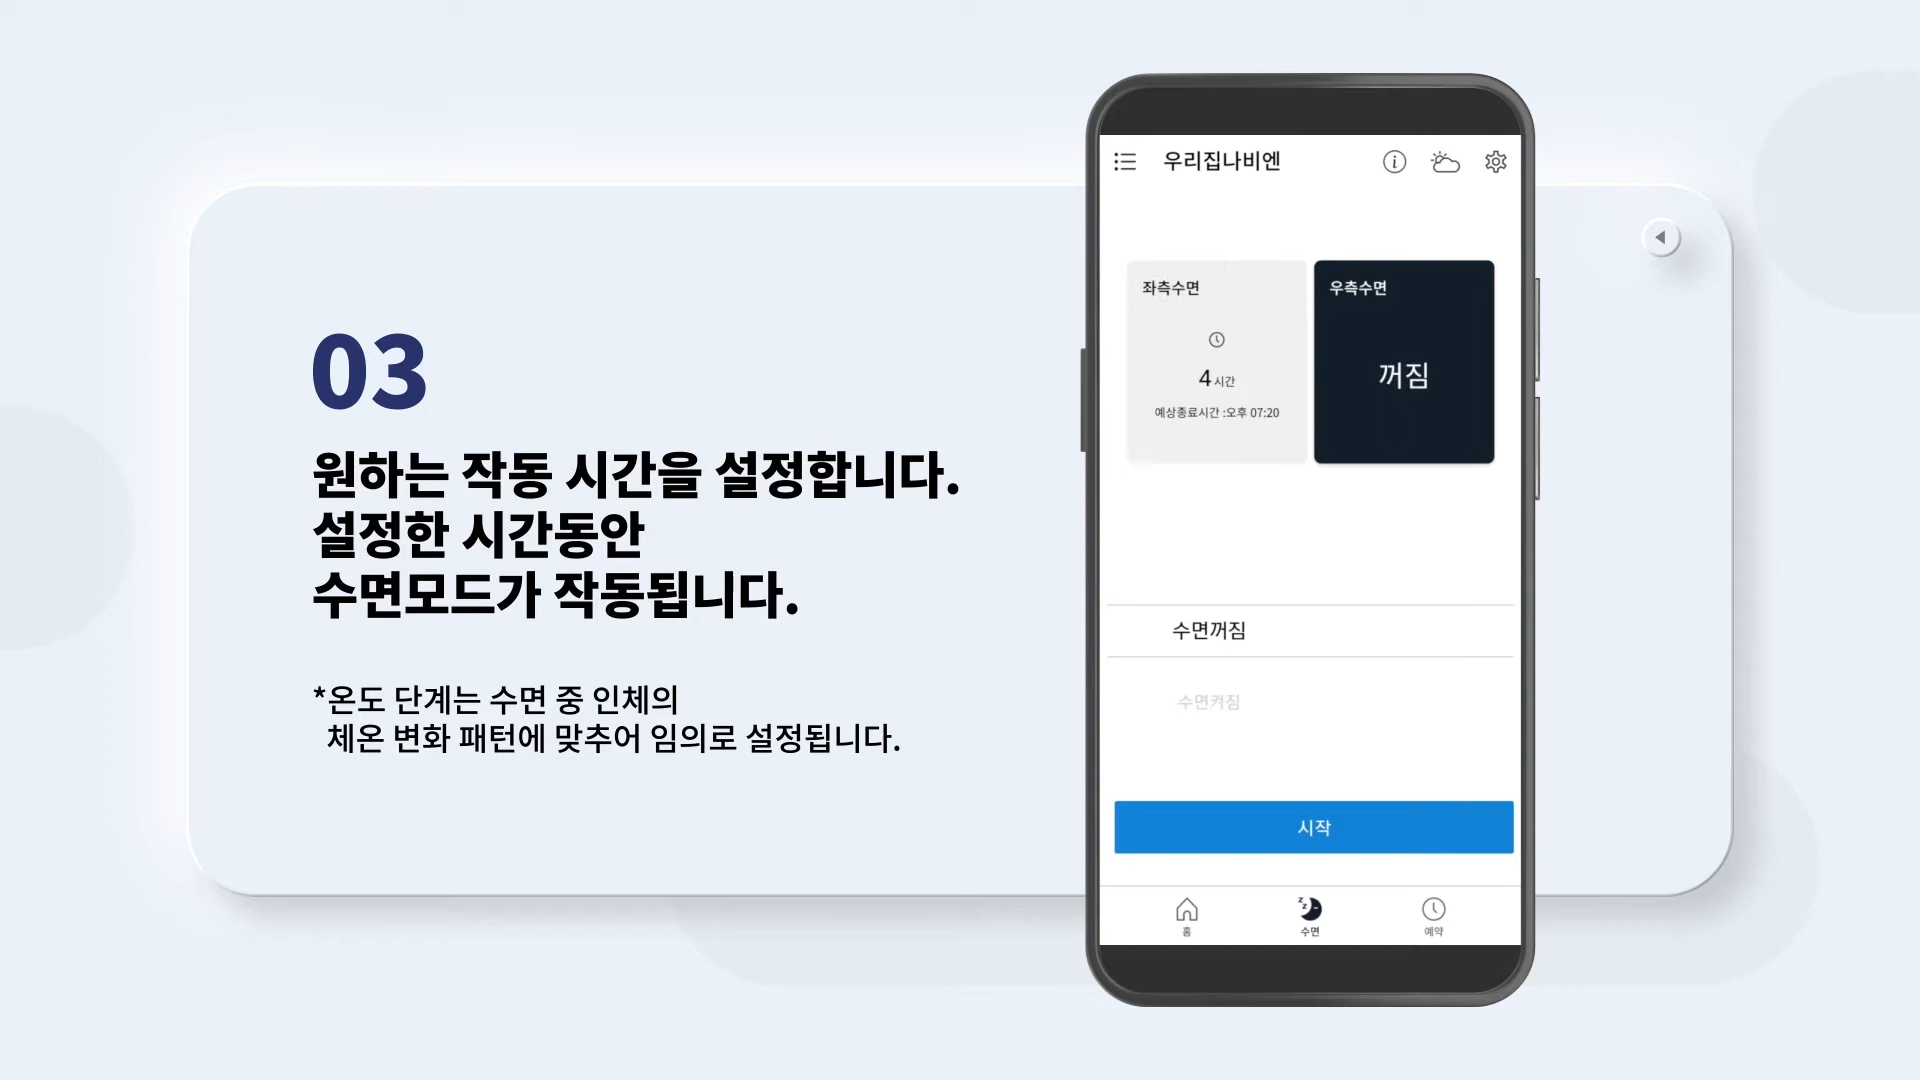 03
원하는 작동 시간을 설정합니다.
설정한 시간동안
수면모드가 작동됩니다.
*온도 단계는 수면 중 인체의
체온 변화 패턴에 맞추어 임의로 설정됩니다.
우리집나비엔
좌측수면
4시간
예상종료시간 :오후 07:20
우측수면
꺼짐
수면꺼짐
수면켜짐
시작
홈
수면
예약